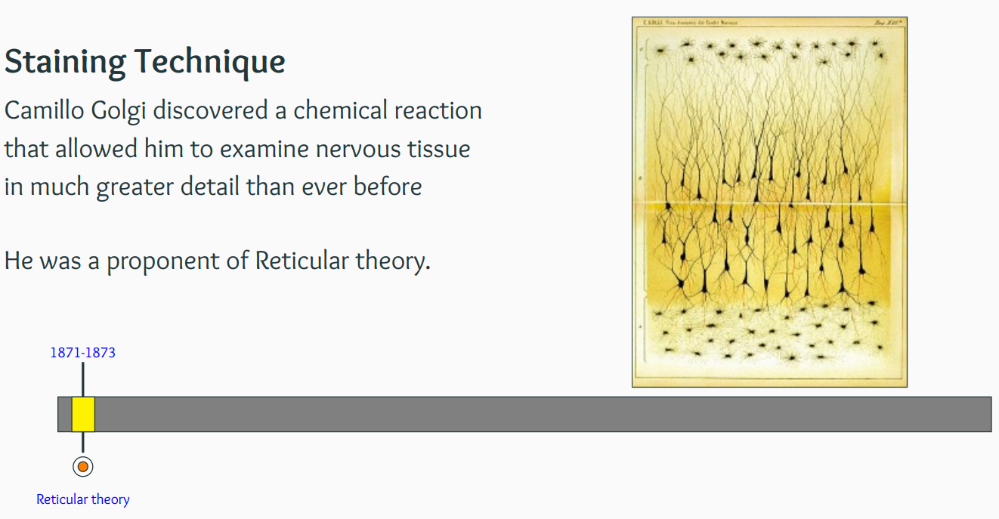 Staining Technique
Camillo Golgi discovered a chemical reaction
that allowed him to examine nervous tissue
in much greater detail than ever before
He was a proponent of Reticular theory.
1871-1873
Reticular theory